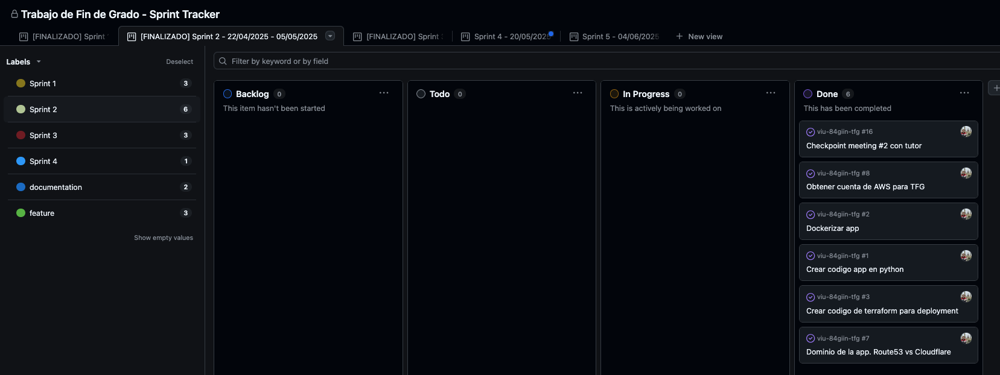 Trabajo de Fin de Grado - Sprint Tracker
[FINALIZADO] Sprint
[FINALIZADO] Sprint 2 - 22/04/2025 - 05/05/2025
[FINALIZADO] Sprint
Sprint 4 - 20/05/2025
Sprint 5 - 04/06/2025
New view
Labels
Deselect
Sprint 1
3
Sprint 2
6
Sprint 3
3
Sprint 4
1
documentation
2
feature
3
Show empty values
Filter by keyword or by field
Backlog 0
This item hasn't been started
Todo 0
In Progress 0
This is actively being worked on
Done 6
This has been completed
viu-84giin-tfg #16
Checkpoint meeting #2 con tutor
viu-84giin-tfg #8
Obtener cuenta de AWS para TFG
viu-84giin-tfg #2
Dockerizar app
viu-84giin-tfg #1
Crear codigo app en python
viu-84giin-tfg #3
Crear codigo de terraform para deployment
viu-84giin-tfg #7
Dominio de la app. Route53 vs Cloudflare